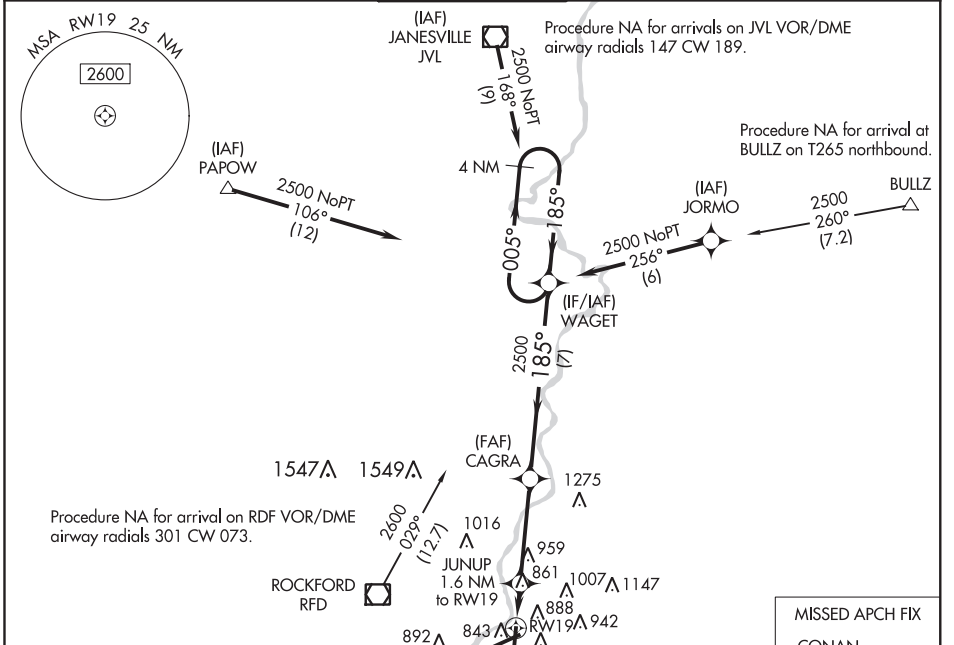 MSA RW19 25 NM
2600
(IAF)
JANESVILLE
JVL
Procedure NA for arrivals on JVL VOR/DME
airway radials 147 CW 189.
2500 NoPT
168°
(9)
(IAF)
PAPOW
2500 NoPT
106°
(12)
4 NM
005°
185°
Procedure NA for arrival at
BULLZ on T265 northbound.
(IAF)
JORMO
BULLZ
2500
260°
(7.2)
2500 NoPT
256°
(6)
(IF/IAF)
WAGET
2500
185°
(7)
(FAF)
CAGRA
1547
1549
1275
Procedure NA for arrival on RDF VOR/DME
airway radials 301 CW 073.
2600
029°
(12.7)
1016
959
JUNUP
1.6 NM
to RW19
861
1007
1147
ROCKFORD
RFD
888
RW19
942
843
892
MISSED APCH FIX
CONAN